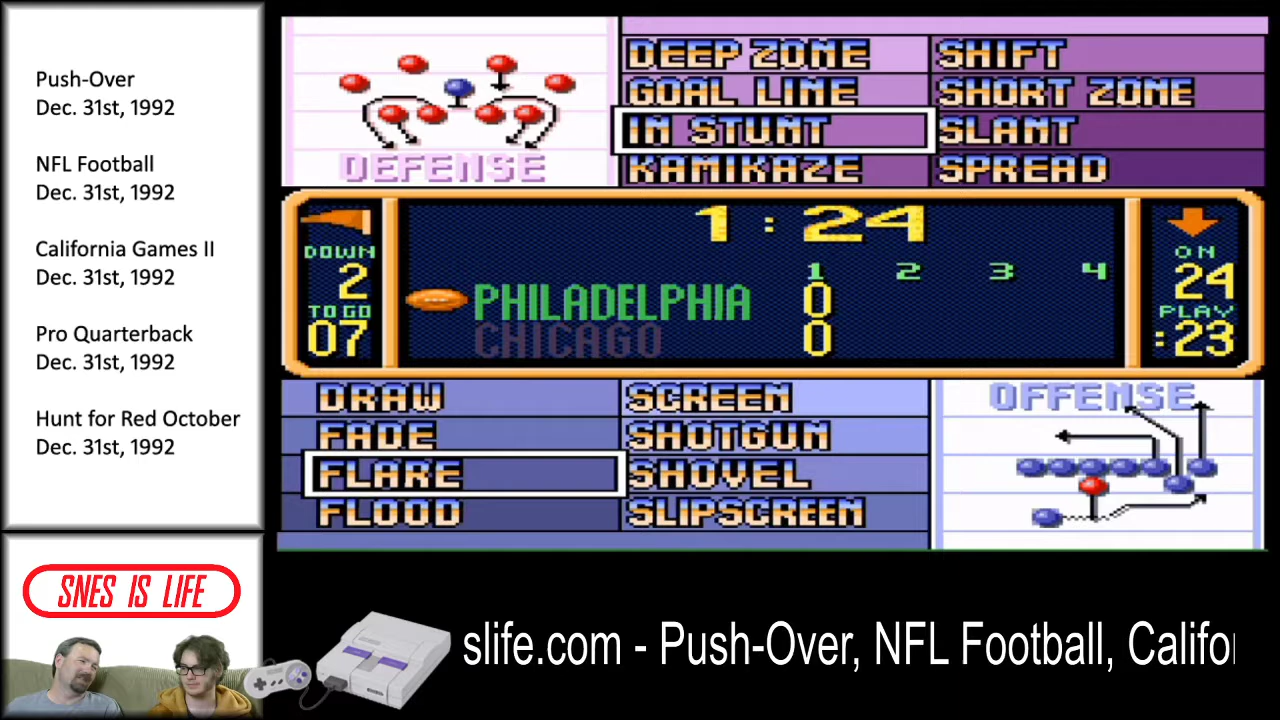 Push-Over
Dec. 31st, 1992
NFL Football
Dec. 31st, 1992
California Games II
Dec. 31st, 1992
Pro Quarterback
Dec. 31st, 1992
Hunt for Red October
Dec. 31st, 1992
SNES IS LIFE
DEFENSE
DEEP ZONE SHIFT
GOAL LINE SHORT ZONE
IN STUNT SLANT
KAMIKAZE SPREAD
1 : 24
DOWN
2
TO GO
07
1 2 3 4
PHILADELPHIA 0
CHICAGO 0
ON
24
PLAY
:23
DRAW SCREEN
FADE SHOTGUN
FLARE SHOVEL
FLOOD SLIPSCREEN
OFFENSE
slife.com - Push-Over, NFL Football, Califor